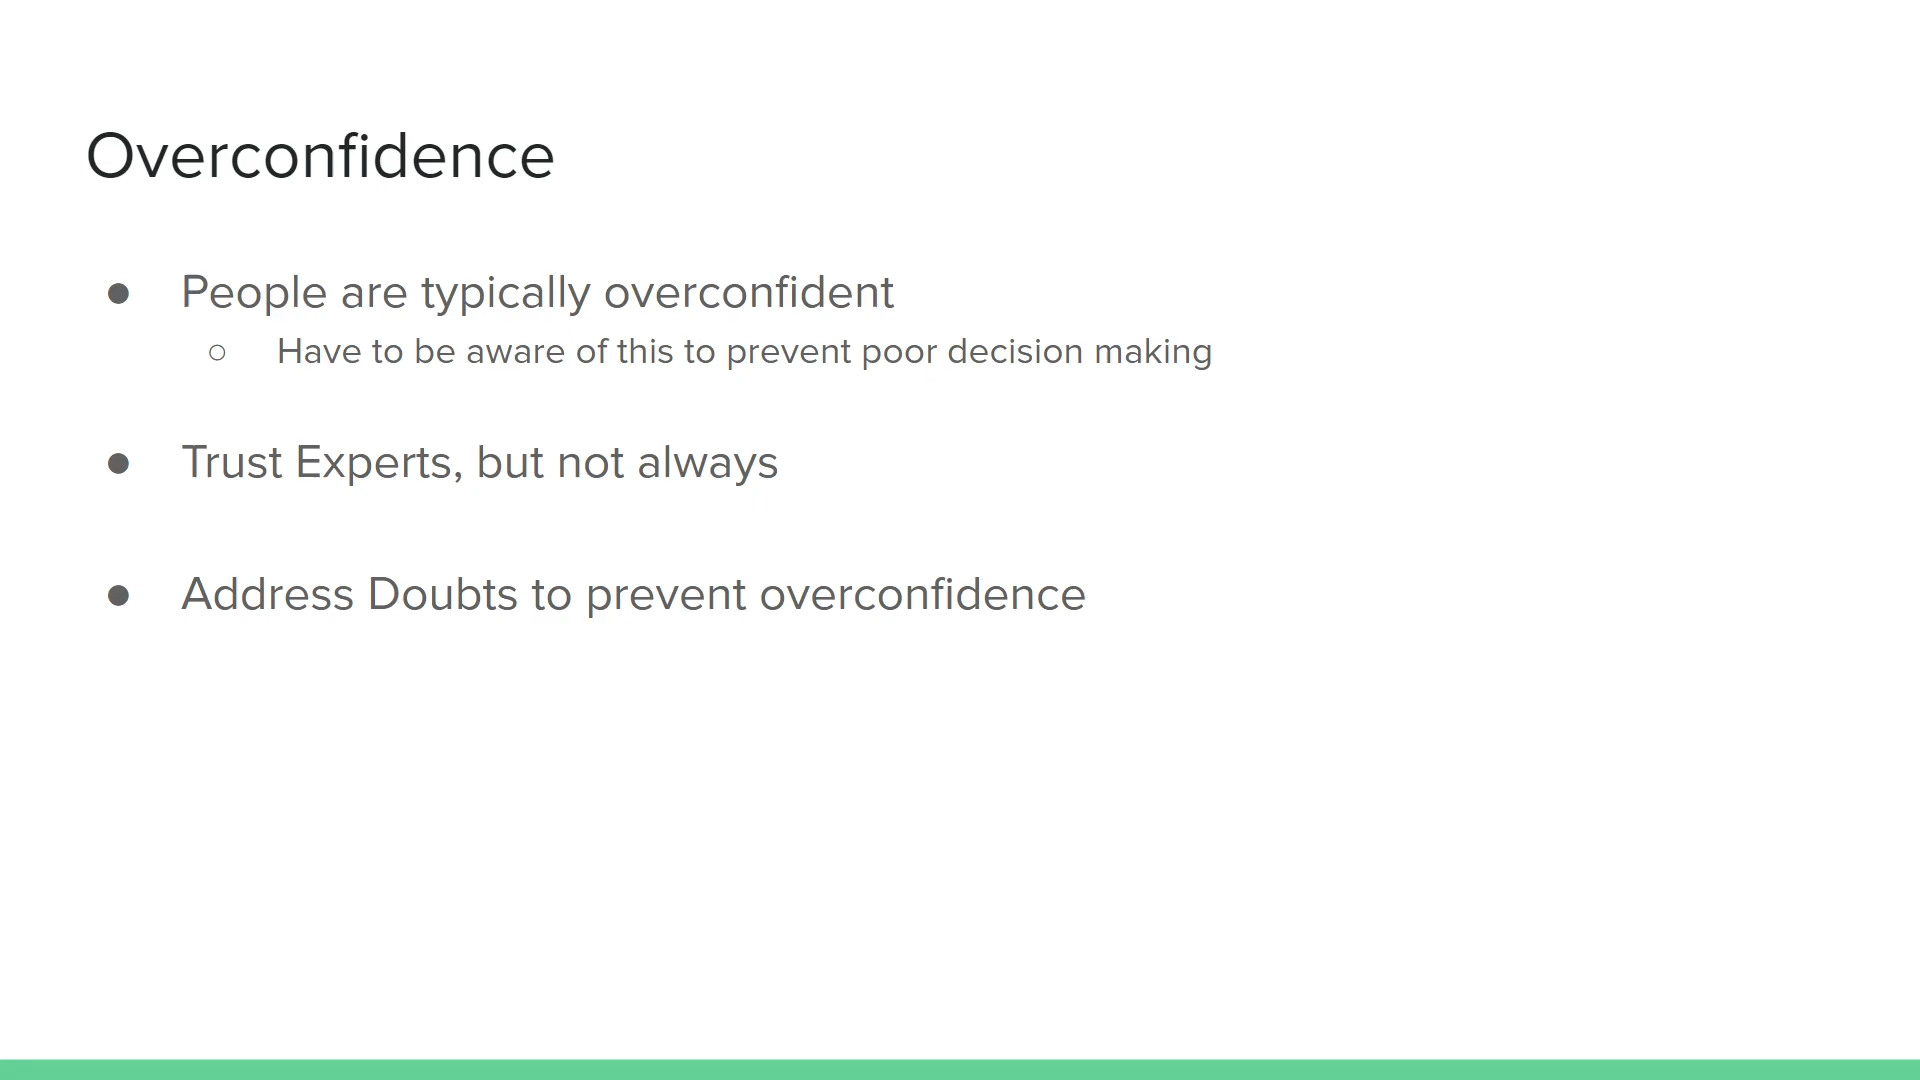 Overconfidence
● People are typically overconfident
○ Have to be aware of this to prevent poor decision making
● Trust Experts, but not always
● Address Doubts to prevent overconfidence